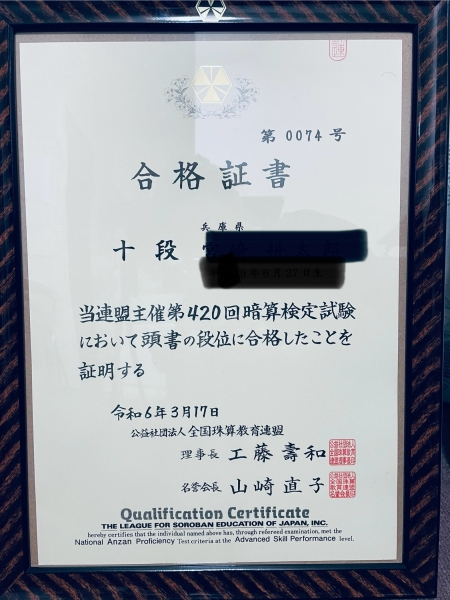 第 0074 号
合格証書
兵庫県
十段
当連盟主催第420回暗算検定試験
において頭書の段位に合格したことを
証明する
令和6年3月17日
公益社団法人 全国珠算教育連盟
理事長 工藤壽和
名誉会長 山崎直子
Qualification Certificate
THE LEAGUE FOR SOROBAN EDUCATION OF JAPAN, INC.
hereby certifies that the individual named above has, through refereed examination, met the
National Anzan Proficiency Test criteria at the Advanced Skill Performance level.